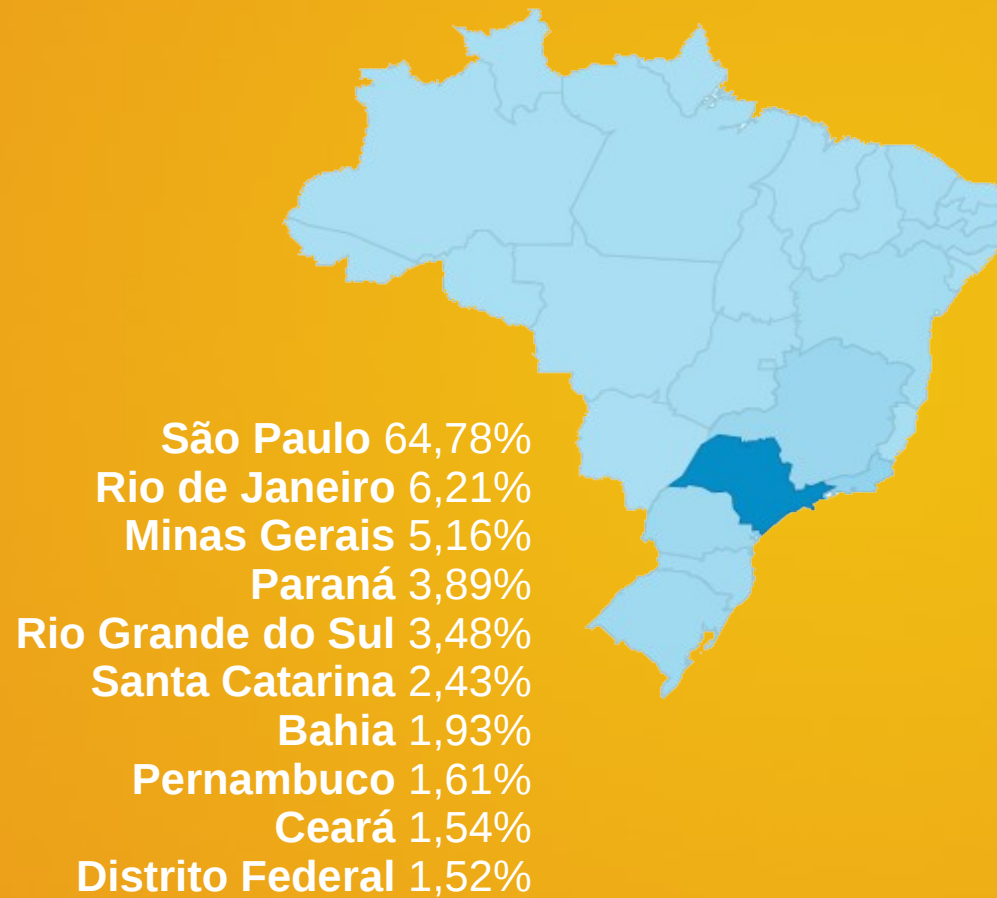 São Paulo 64,78%
Rio de Janeiro 6,21%
Minas Gerais 5,16%
Paraná 3,89%
Rio Grande do Sul 3,48%
Santa Catarina 2,43%
Bahia 1,93%
Pernambuco 1,61%
Ceará 1,54%
Distrito Federal 1,52%